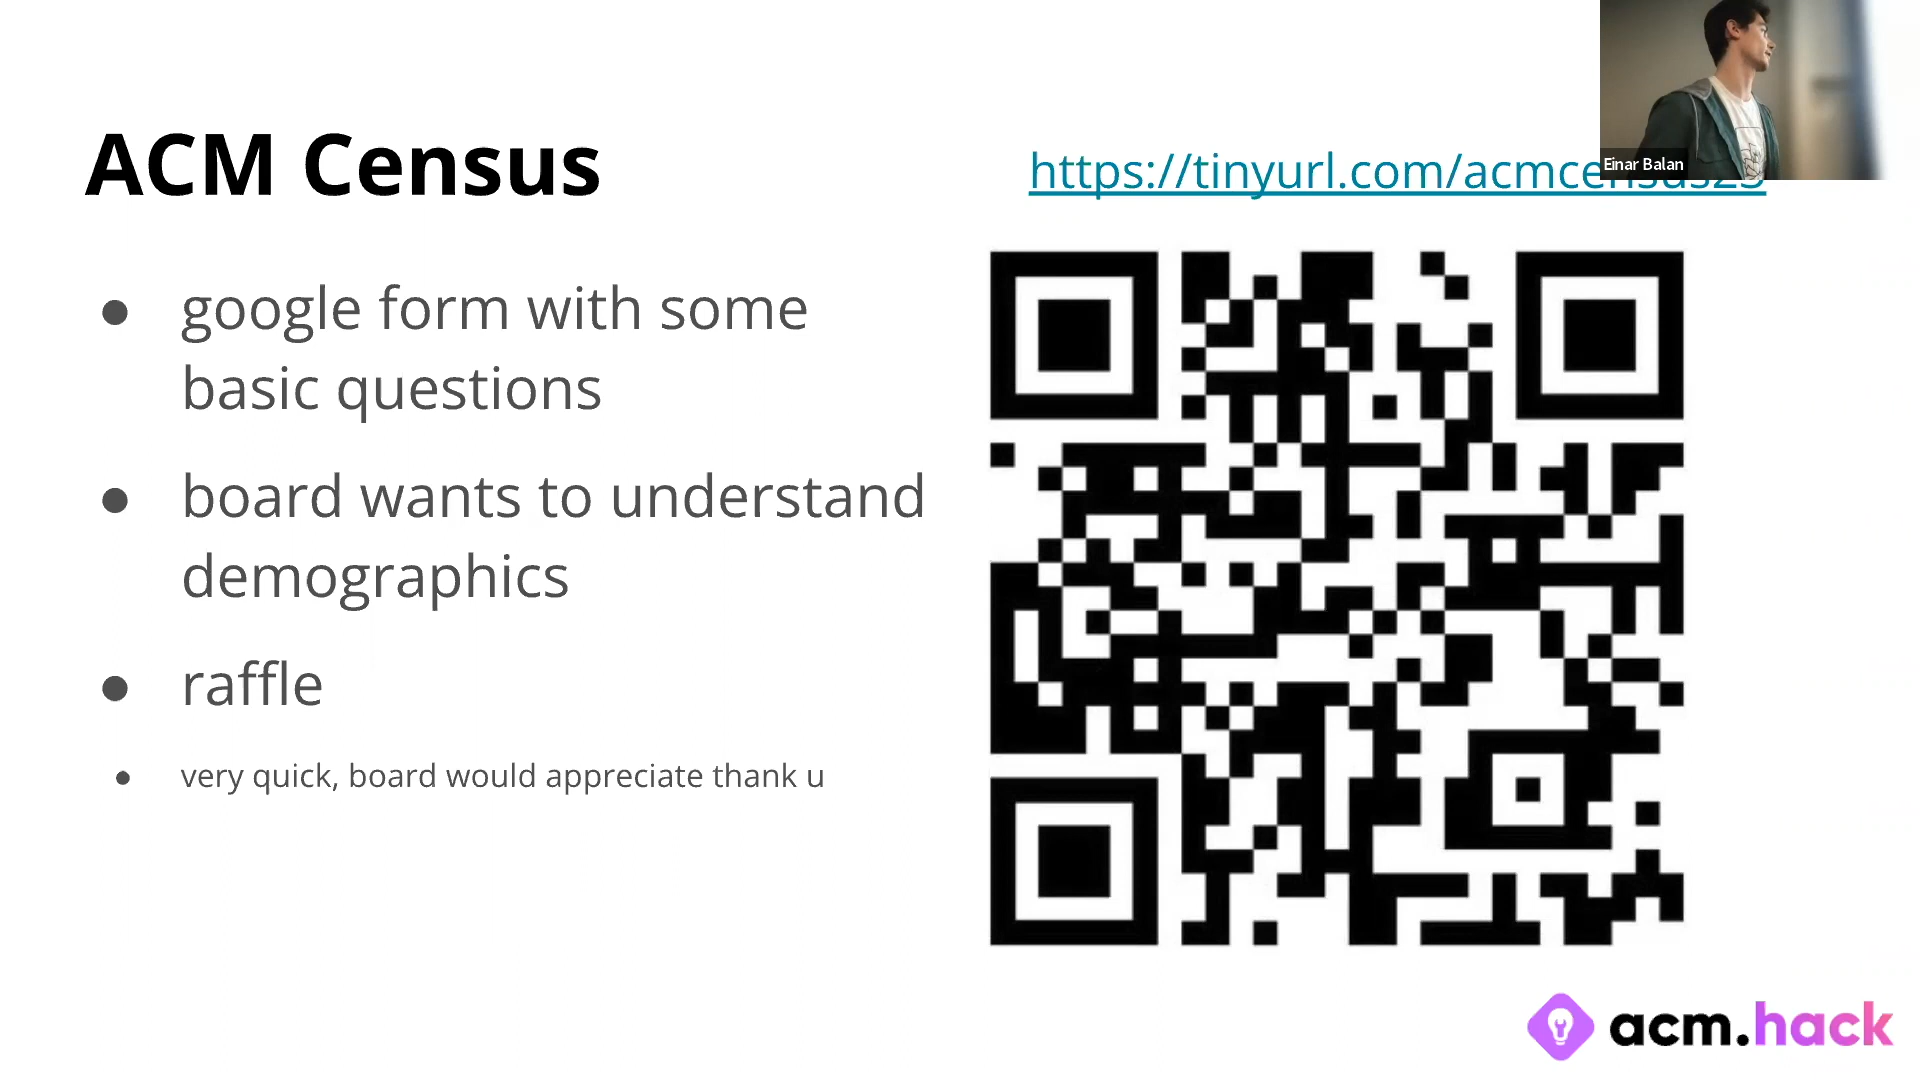 ACM Census
https://tinyurl.com/acmcensus23
Einar Balan
● google form with some
basic questions
● board wants to understand
demographics
● raffle
● very quick, board would appreciate thank u
acm.hack